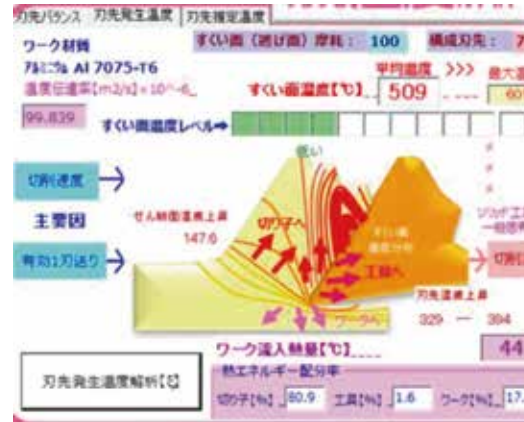 刃先バランス 刃先発生温度 刃先推定温度
ワーク材質 すくい面(逃げ面)摩耗: 100 構成刃先: 7
アルミニウム Al 7075-T6 平均温度 >>> 最大温
温度伝達率[m2/s]×10^-6 すくい面温度[℃] 509 60
99.839 すくい面温度レベル⇒
低い
切削速度
主要因
せん断面温度上昇
147.6
切り子へ
すくい面
温度分布
工具へ
有効1刃送り
切削
刃先温度上昇
329 ― 394
ワークへ
ワーク流入熱量[℃] 44
刃先発生温度解析[
熱エネルギー配分率
切り子[%] 80.9 工具[%] 1.6 ワーク[%] 17.